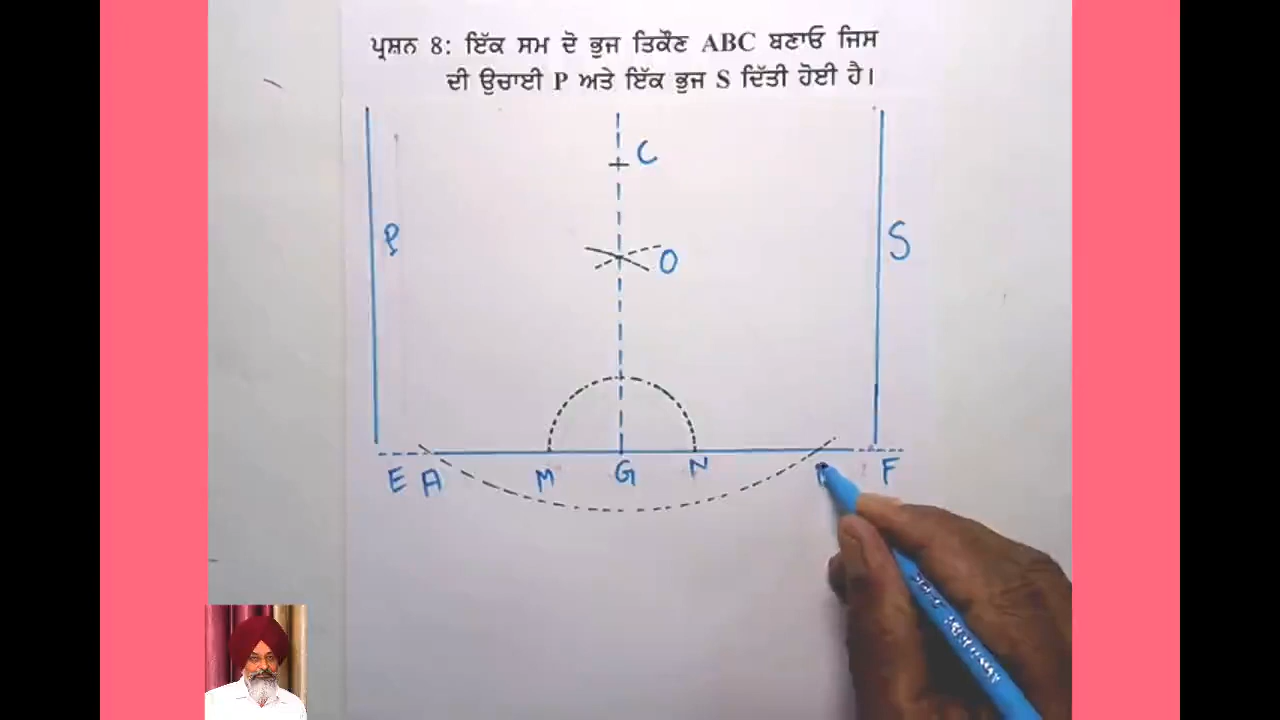 ਪ੍ਰਸ਼ਨ 8: ਇੱਕ ਸਮ ਦੋ ਭੁਜ ਤਿਕੌਣ ABC ਬਣਾਓ ਜਿਸ
ਦੀ ਉਚਾਈ P ਅਤੇ ਇੱਕ ਭੁਜ S ਦਿੱਤੀ ਹੋਈ ਹੈ।
C
P
S
O
E A M G N F